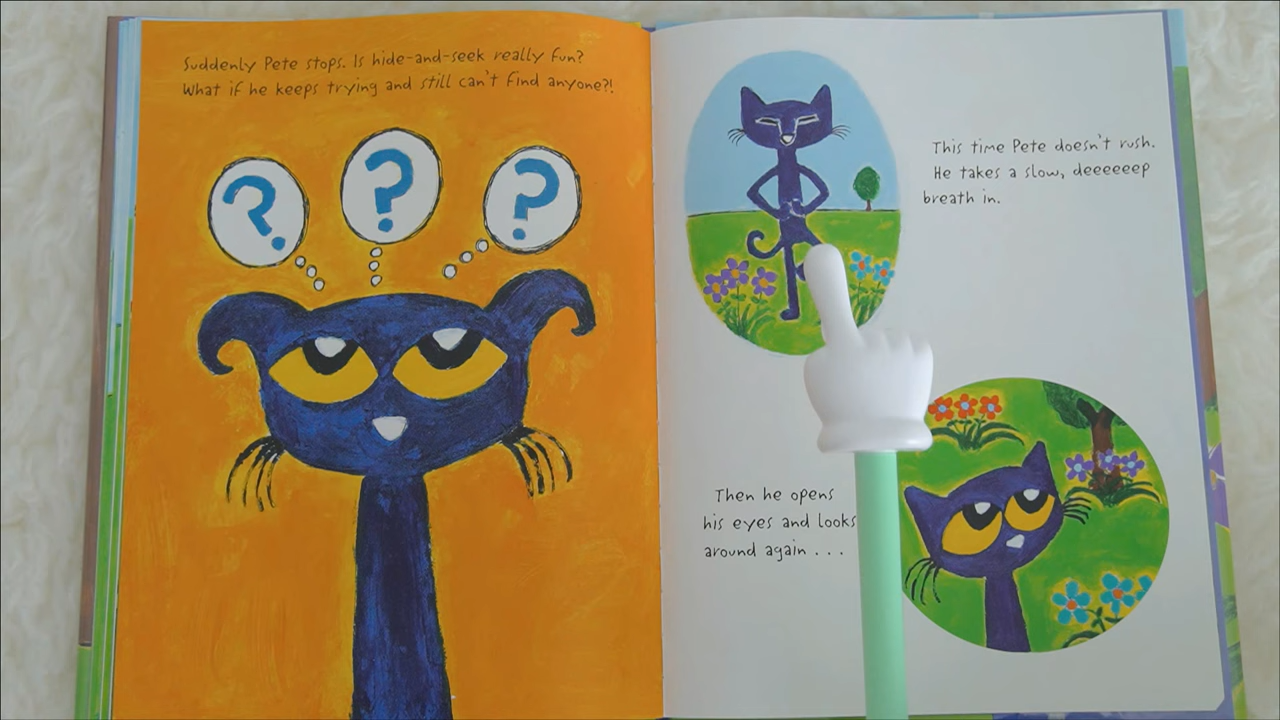 Suddenly Pete stops. Is hide-and-seek really fun?
What if he keeps trying and still can't find anyone?!
? ? ?
This time Pete doesn't rush.
He takes a slow, deeeeeep
breath in.
Then he opens
his eyes and looks
around again . . .